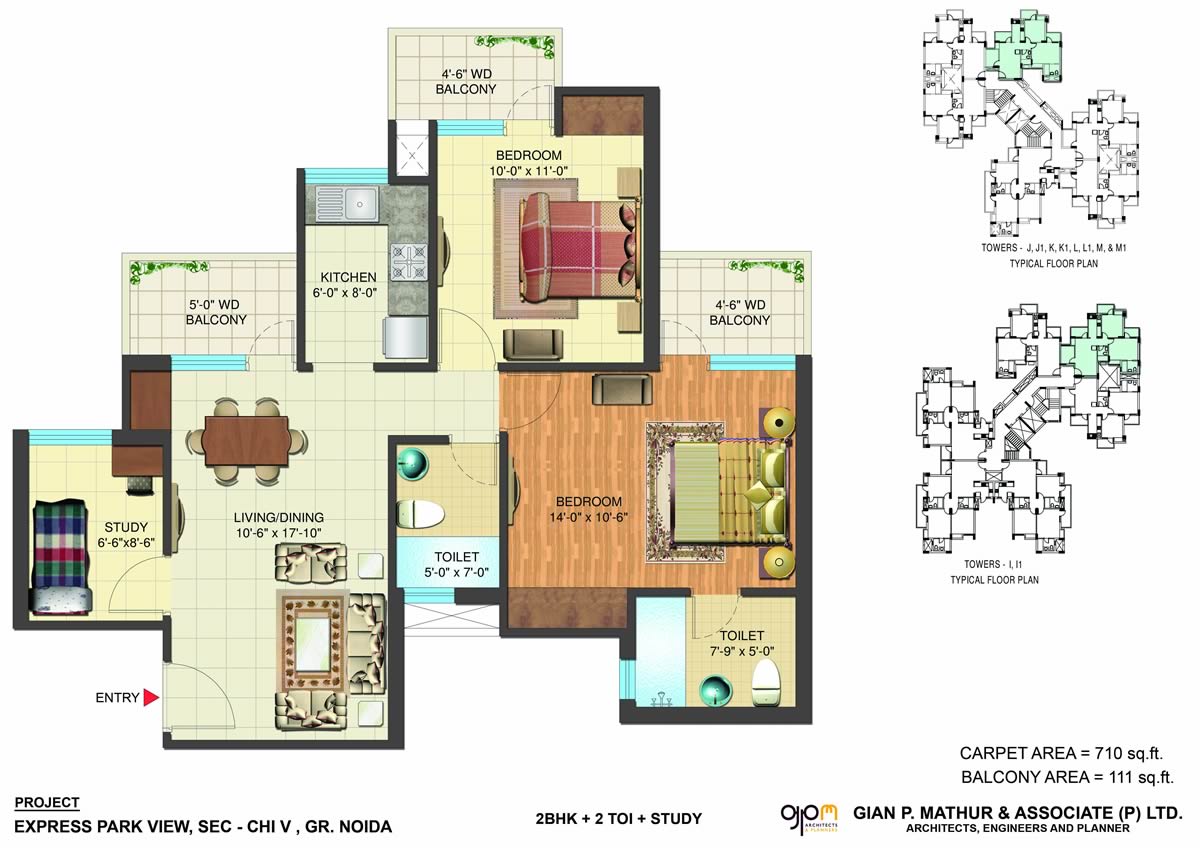 4'-6" WD
BALCONY
BEDROOM
10'-0" x 11'-0"
KITCHEN
6'-0" x 8'-0"
5'-0" WD
BALCONY
4'-6" WD
BALCONY
STUDY
6'-6"x8'-6"
LIVING/DINING
10'-6" x 17'-10"
BEDROOM
14'-0" x 10'-6"
TOILET
5'-0" x 7'-0"
TOILET
7'-9" x 5'-0"
ENTRY
TOWERS - J, J1, K, K1, L, L1, M, & M1
TYPICAL FLOOR PLAN
TOWERS - I, I1
TYPICAL FLOOR PLAN
CARPET AREA = 710 sq.ft.
BALCONY AREA = 111 sq.ft.
PROJECT
EXPRESS PARK VIEW, SEC - CHI V , GR. NOIDA
2BHK + 2 TOI + STUDY
gpm
ARCHITECTS
& PLANNERS
GIAN P. MATHUR & ASSOCIATE (P) LTD.
ARCHITECTS, ENGINEERS AND PLANNER